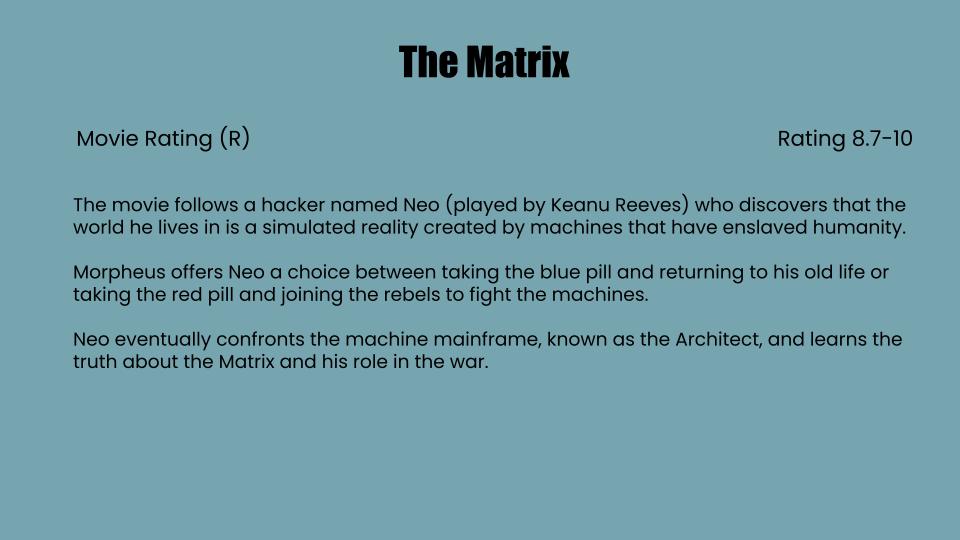 The Matrix
Movie Rating (R)
Rating 8.7-10
The movie follows a hacker named Neo (played by Keanu Reeves) who discovers that the
world he lives in is a simulated reality created by machines that have enslaved humanity.
Morpheus offers Neo a choice between taking the blue pill and returning to his old life or
taking the red pill and joining the rebels to fight the machines.
Neo eventually confronts the machine mainframe, known as the Architect, and learns the
truth about the Matrix and his role in the war.